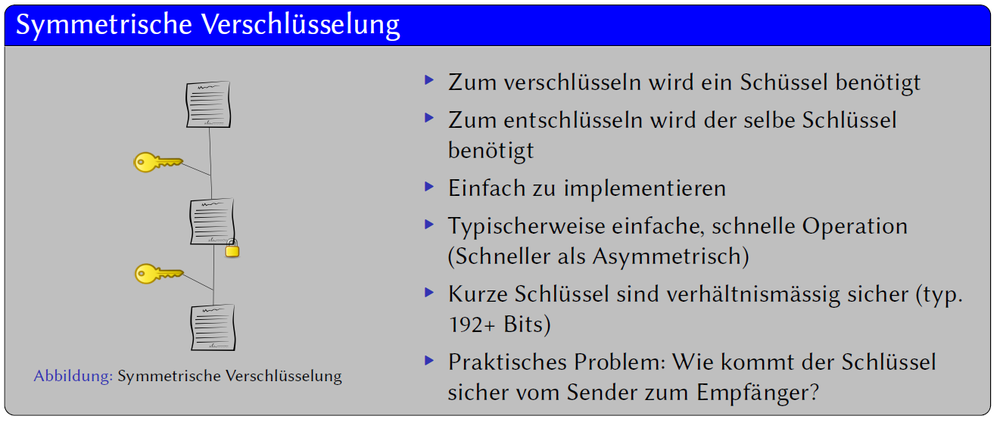 Symmetrische Verschlüsselung
Zum verschlüsseln wird ein Schüssel benötigt
Zum entschlüsseln wird der selbe Schlüssel
benötigt
Einfach zu implementieren
Typischerweise einfache, schnelle Operation
(Schneller als Asymmetrisch)
Kurze Schlüssel sind verhältnismässig sicher (typ.
192+ Bits)
Praktisches Problem: Wie kommt der Schlüssel
sicher vom Sender zum Empfänger?
Abbildung: Symmetrische Verschlüsselung